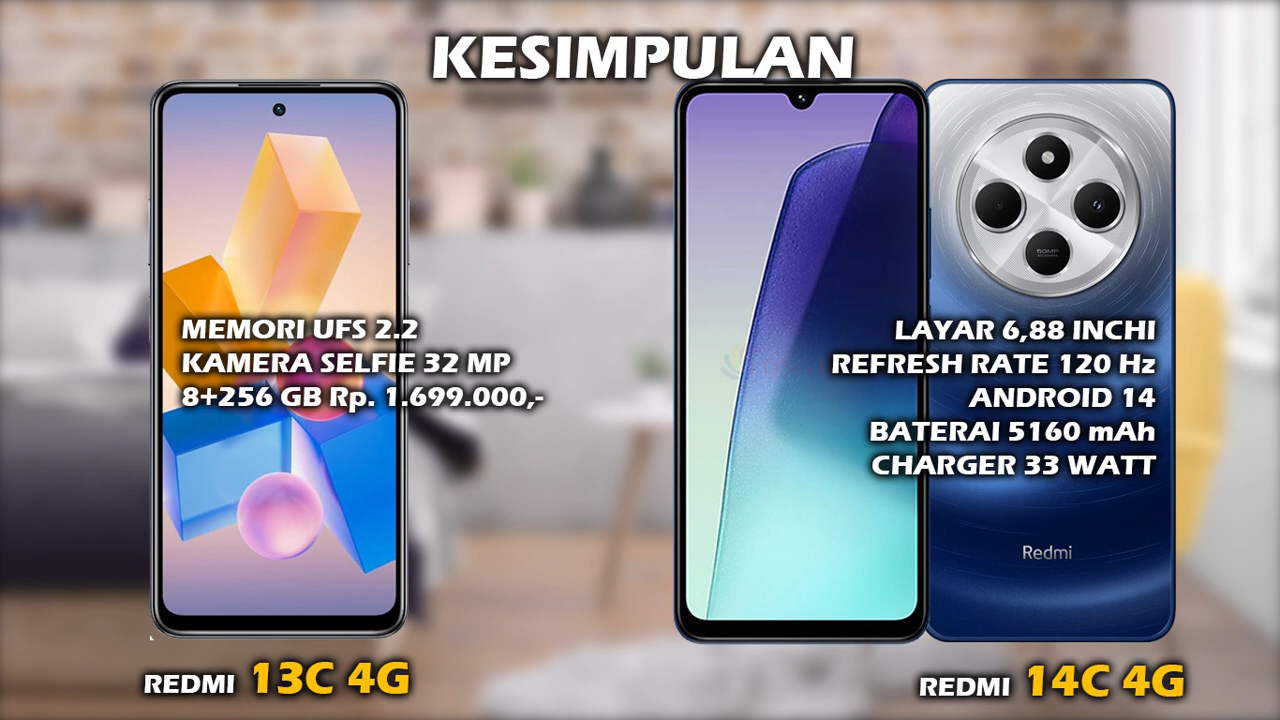 KESIMPULAN
MEMORI UFS 2.2
KAMERA SELFIE 32 MP
8+256 GB Rp. 1.699.000,-
LAYAR 6,88 INCHI
REFRESH RATE 120 Hz
ANDROID 14
BATERAI 5160 mAh
CHARGER 33 WATT
50MP
Redmi
REDMI 13C 4G
REDMI 14C 4G